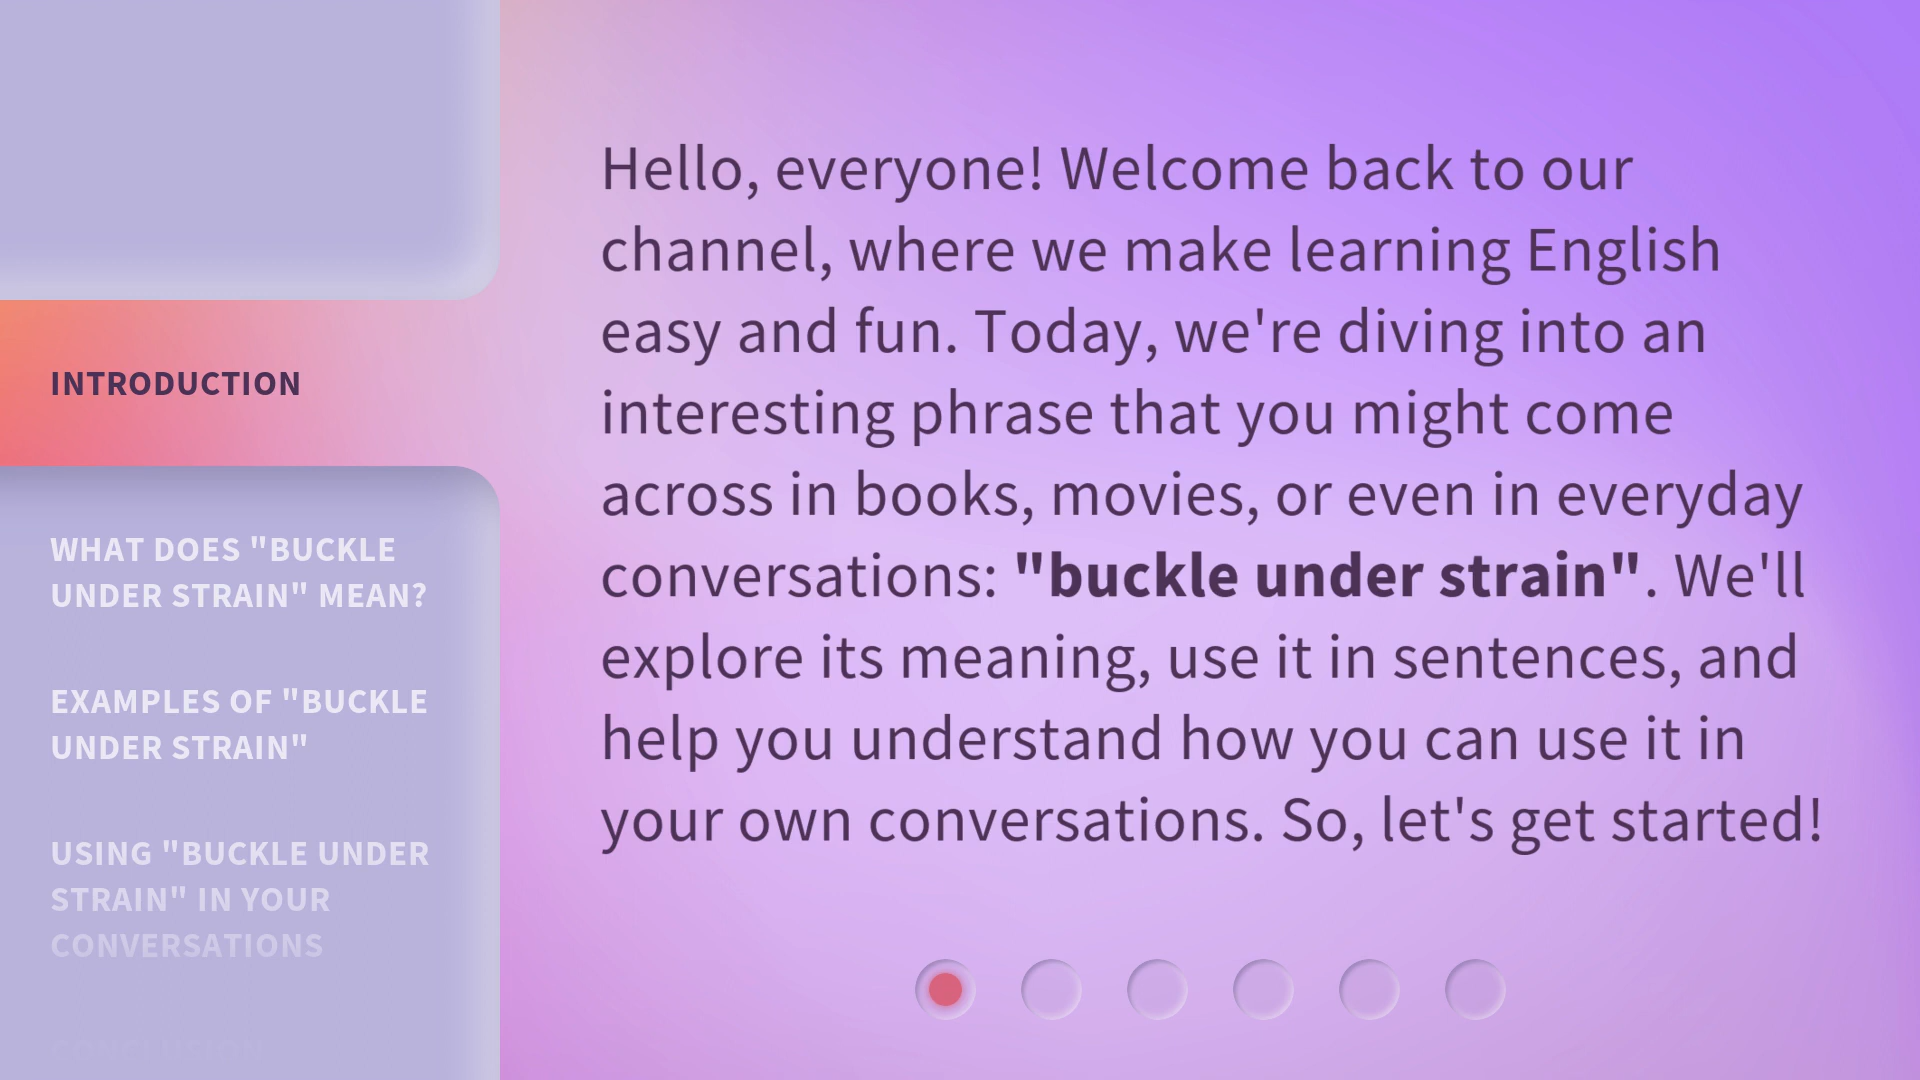 INTRODUCTION
WHAT DOES "BUCKLE
UNDER STRAIN" MEAN?
EXAMPLES OF "BUCKLE
UNDER STRAIN"
USING "BUCKLE UNDER
STRAIN" IN YOUR
CONVERSATIONS
CONCLUSION
Hello, everyone! Welcome back to our
channel, where we make learning English
easy and fun. Today, we're diving into an
interesting phrase that you might come
across in books, movies, or even in everyday
conversations: "buckle under strain". We'll
explore its meaning, use it in sentences, and
help you understand how you can use it in
your own conversations. So, let's get started!